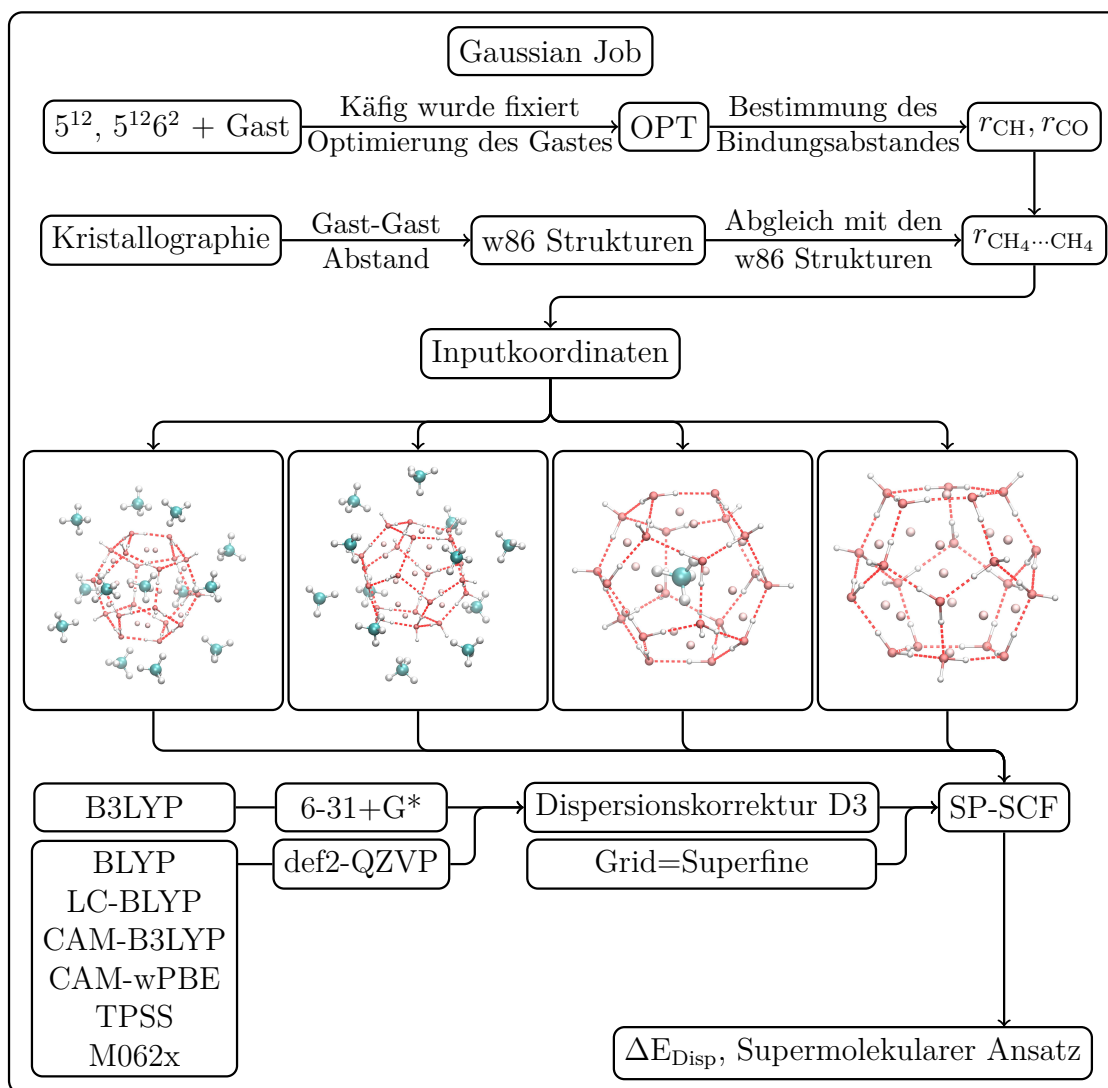 Gaussian Job
5¹², 5¹²6² + Gast
Käfig wurde fixiert
Optimierung des Gastes
OPT
Bestimmung des
Bindungsabstandes
r_CH, r_CO
Kristallographie
Gast-Gast
Abstand
w86 Strukturen
Abgleich mit den
w86 Strukturen
r_CH₄···CH₄
Inputkoordinaten
B3LYP
6-31+G*
Dispersionskorrektur D3
SP-SCF
BLYP
LC-BLYP
CAM-B3LYP
CAM-wPBE
TPSS
M062x
def2-QZVP
Grid=Superfine
ΔE_Disp, Supermolekularer Ansatz